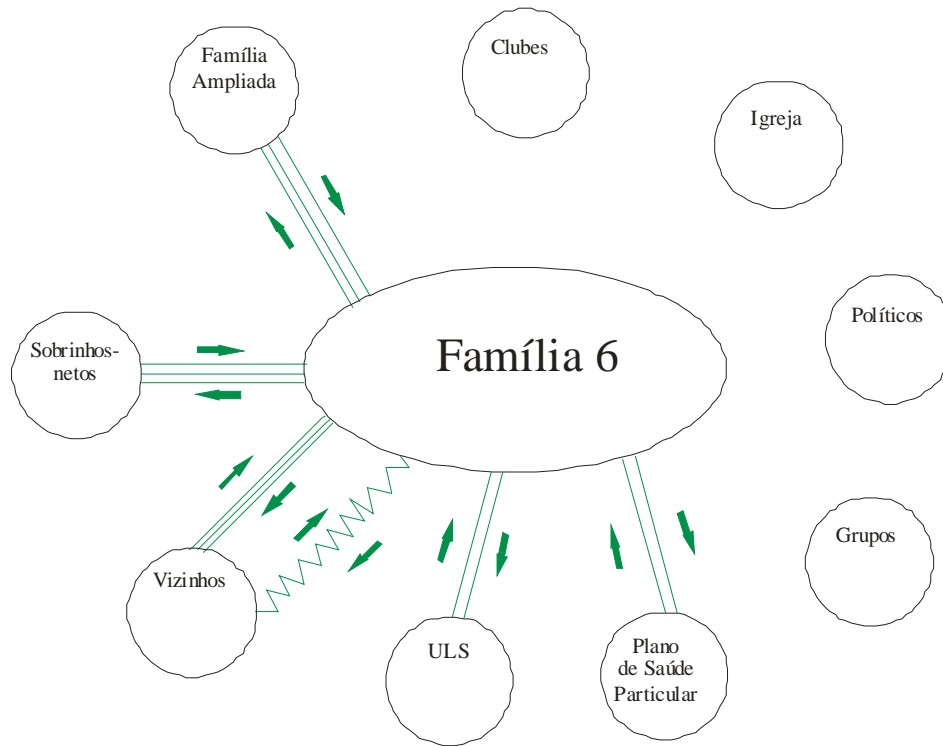 Família
Ampliada
Clubes
Igreja
Políticos
Sobrinhos-
netos
Família 6
Grupos
Vizinhos
ULS
Plano
de Saúde
Particular